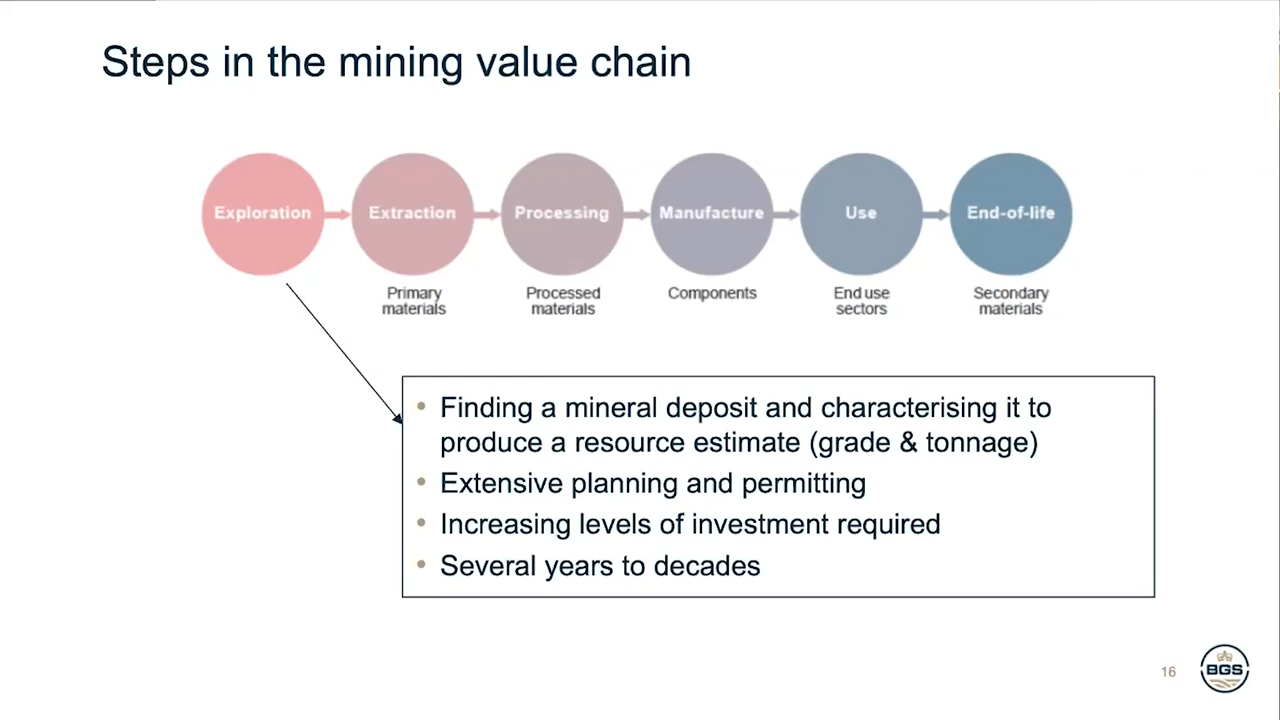 Steps in the mining value chain
Exploration
Extraction
Processing
Manufacture
Use
End-of-life
Primary
materials
Processed
materials
Components
End use
sectors
Secondary
materials
• Finding a mineral deposit and characterising it to
produce a resource estimate (grade & tonnage)
• Extensive planning and permitting
• Increasing levels of investment required
• Several years to decades
16
BGS